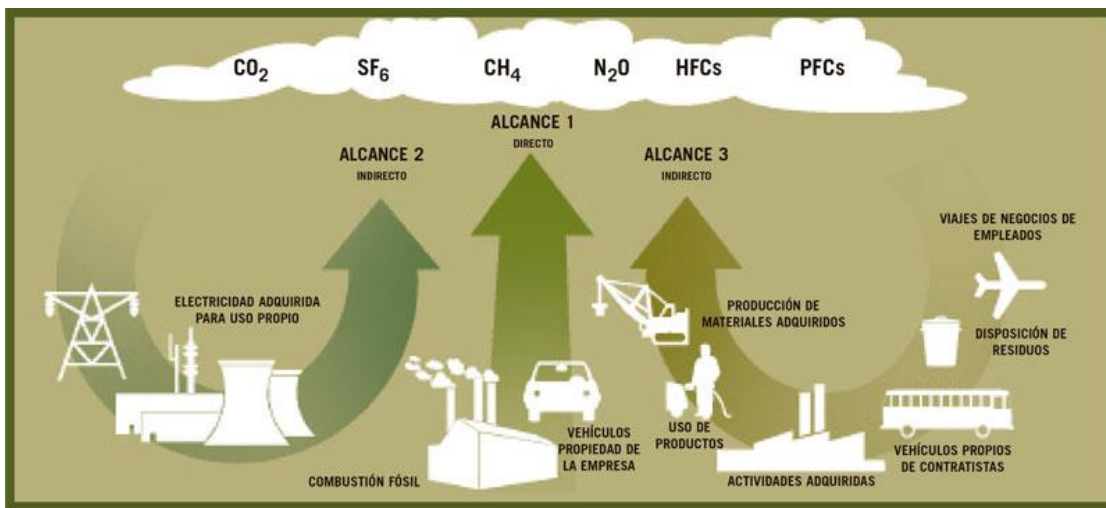 CO₂ SF₆ CH₄ N₂O HFCs PFCs
ALCANCE 1
DIRECTO
ALCANCE 2
INDIRECTO
ALCANCE 3
INDIRECTO
VIAJES DE NEGOCIOS DE
EMPLEADOS
ELECTRICIDAD ADQUIRIDA
PARA USO PROPIO
PRODUCCIÓN DE
MATERIALES ADQUIRIDOS
DISPOSICIÓN DE
RESIDUOS
COMBUSTIÓN FÓSIL
VEHÍCULOS
PROPIEDAD DE
LA EMPRESA
USO DE
PRODUCTOS
ACTIVIDADES ADQUIRIDAS
VEHÍCULOS PROPIOS
DE CONTRATISTAS